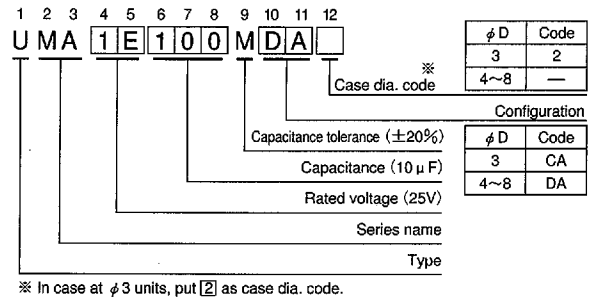 1 2 3 4 5 6 7 8 9 10 11 12
U M A 1 E 1 0 0 M D A
φD Code
3 2
4～8 —
※
Case dia. code
Configuration
φD Code
3 CA
4～8 DA
Capacitance tolerance (±20%)
Capacitance (10μF)
Rated voltage (25V)
Series name
Type
※ In case at φ3 units, put 2 as case dia. code.